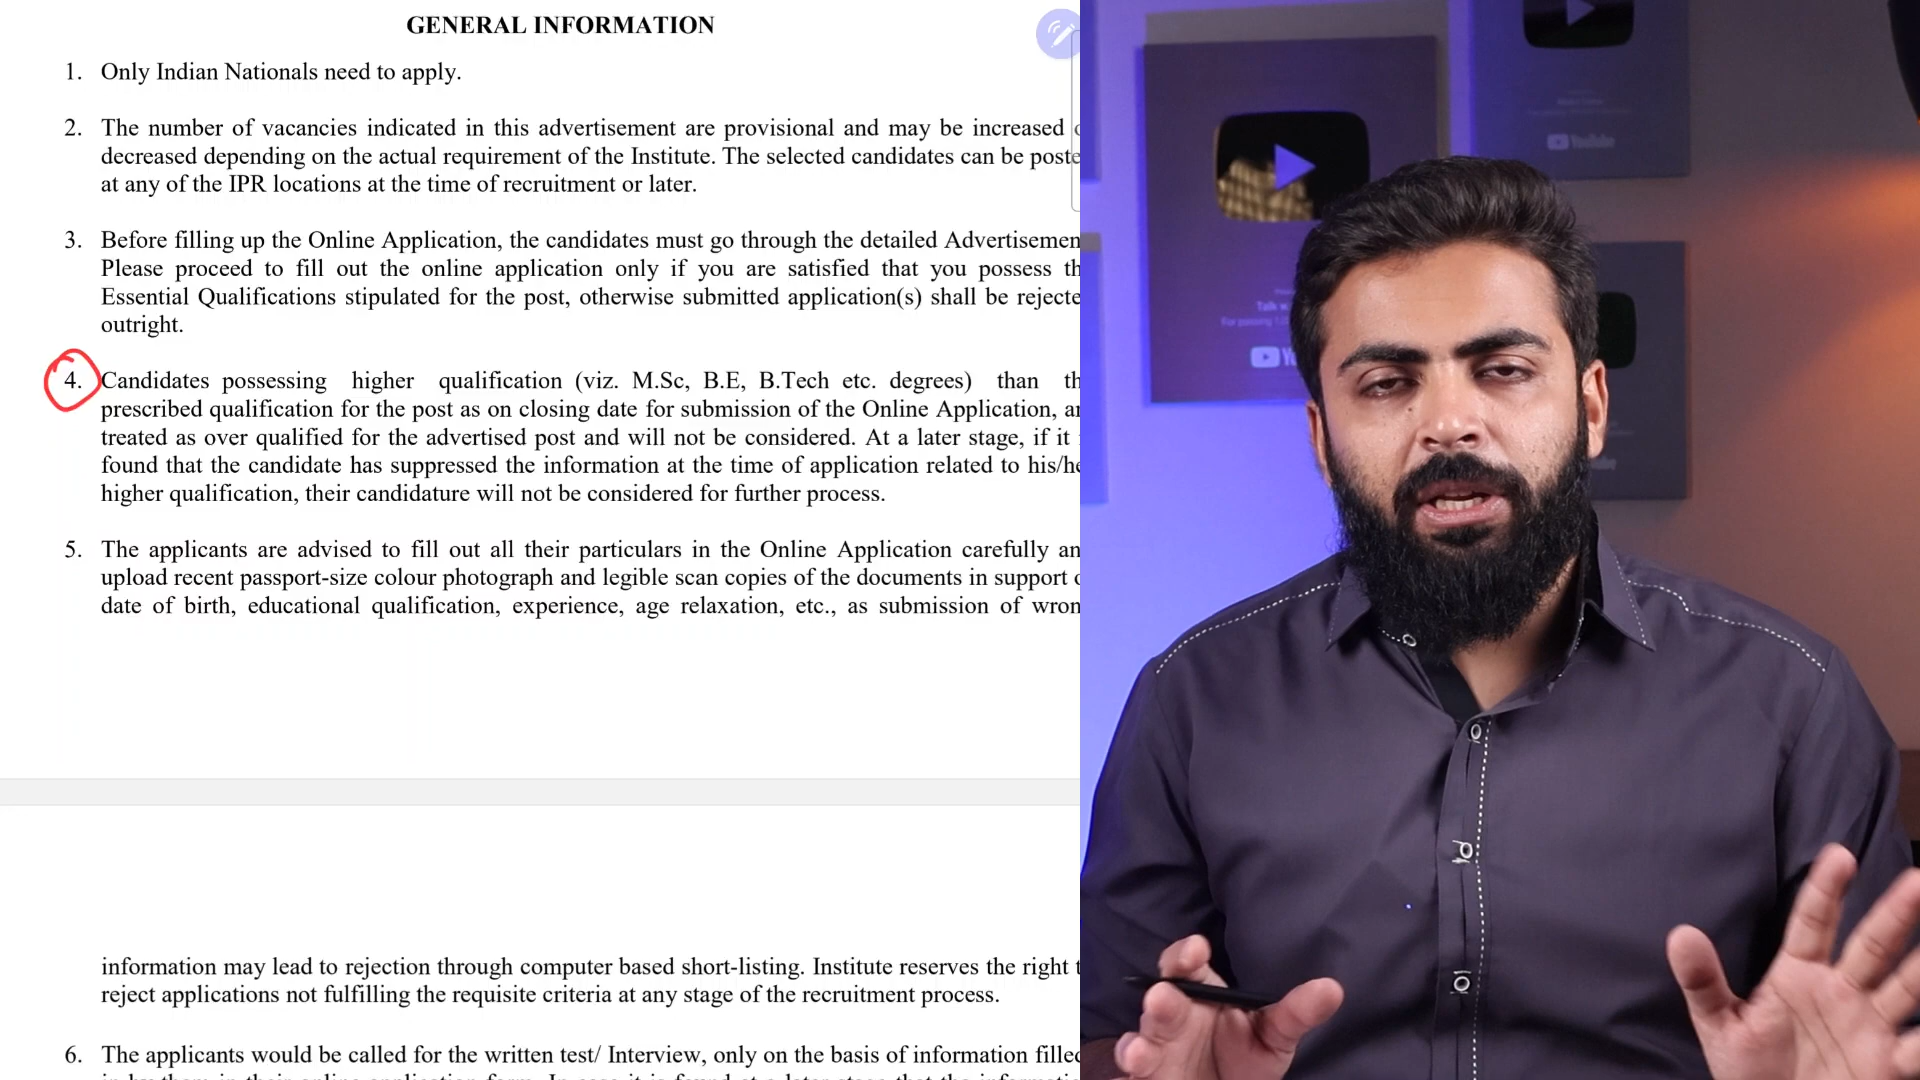 GENERAL INFORMATION
1. Only Indian Nationals need to apply.
2. The number of vacancies indicated in this advertisement are provisional and may be increased
decreased depending on the actual requirement of the Institute. The selected candidates can be poste
at any of the IPR locations at the time of recruitment or later.
3. Before filling up the Online Application, the candidates must go through the detailed Advertisemen
Please proceed to fill out the online application only if you are satisfied that you possess th
Essential Qualifications stipulated for the post, otherwise submitted application(s) shall be rejecte
outright.
4. Candidates possessing higher qualification (viz. M.Sc, B.E, B.Tech etc. degrees) than th
prescribed qualification for the post as on closing date for submission of the Online Application, ar
treated as over qualified for the advertised post and will not be considered. At a later stage, if it
found that the candidate has suppressed the information at the time of application related to his/he
higher qualification, their candidature will not be considered for further process.
5. The applicants are advised to fill out all their particulars in the Online Application carefully an
upload recent passport-size colour photograph and legible scan copies of the documents in support
date of birth, educational qualification, experience, age relaxation, etc., as submission of wron
information may lead to rejection through computer based short-listing. Institute reserves the right t
reject applications not fulfilling the requisite criteria at any stage of the recruitment process.
6. The applicants would be called for the written test/ Interview, only on the basis of information filled
YouTube